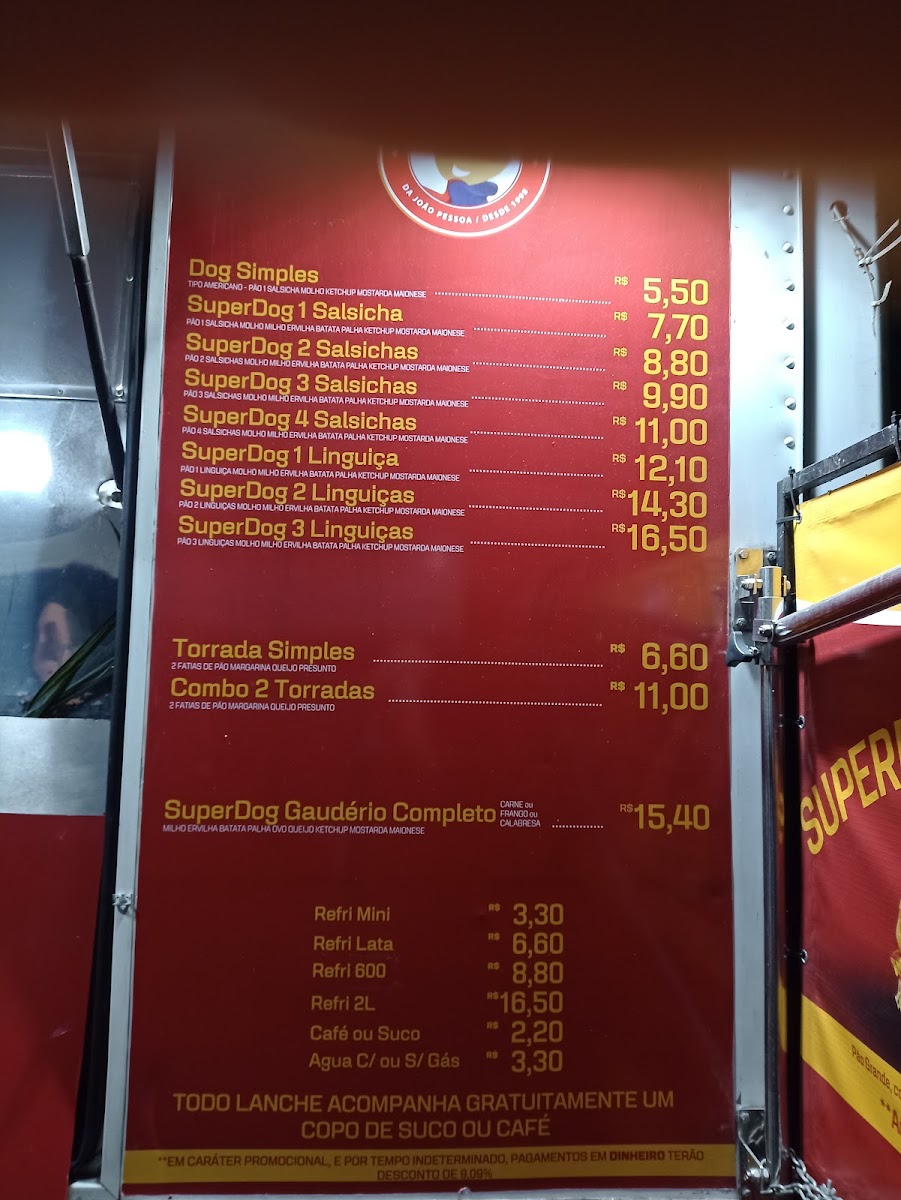 DA JOÃO PESSOA / DESDE 1998
Dog Simples R$ 5,50
TIPO AMERICANO - PÃO 1 SALSICHA MOLHO KETCHUP MOSTARDA MAIONESE
SuperDog 1 Salsicha R$ 7,70
PÃO 1 SALSICHA MOLHO MILHO ERVILHA BATATA PALHA KETCHUP MOSTARDA MAIONESE
SuperDog 2 Salsichas R$ 8,80
PÃO 2 SALSICHAS MOLHO MILHO ERVILHA BATATA PALHA KETCHUP MOSTARDA MAIONESE
SuperDog 3 Salsichas R$ 9,90
PÃO 3 SALSICHAS MOLHO MILHO ERVILHA BATATA PALHA KETCHUP MOSTARDA MAIONESE
SuperDog 4 Salsichas R$ 11,00
PÃO 4 SALSICHAS MOLHO MILHO ERVILHA BATATA PALHA KETCHUP MOSTARDA MAIONESE
SuperDog 1 Linguiça R$ 12,10
PÃO 1 LINGUIÇA MOLHO MILHO ERVILHA BATATA PALHA KETCHUP MOSTARDA MAIONESE
SuperDog 2 Linguiças R$ 14,30
PÃO 2 LINGUIÇAS MOLHO MILHO ERVILHA BATATA PALHA KETCHUP MOSTARDA MAIONESE
SuperDog 3 Linguiças R$ 16,50
PÃO 3 LINGUIÇAS MOLHO MILHO ERVILHA BATATA PALHA KETCHUP MOSTARDA MAIONESE
Torrada Simples R$ 6,60
2 FATIAS DE PÃO MARGARINA QUEIJO PRESUNTO
Combo 2 Torradas R$ 11,00
2 FATIAS DE PÃO MARGARINA QUEIJO PRESUNTO
SuperDog Gaudério Completo CARNE ou FRANGO ou CALABRESA R$ 15,40
MILHO ERVILHA BATATA PALHA OVO QUEIJO KETCHUP MOSTARDA MAIONESE
Refri Mini R$ 3,30
Refri Lata R$ 6,60
Refri 600 R$ 8,80
Refri 2L R$ 16,50
Café ou Suco R$ 2,20
Agua C/ ou S/ Gás R$ 3,30
TODO LANCHE ACOMPANHA GRATUITAMENTE UM
COPO DE SUCO OU CAFÉ
**EM CARÁTER PROMOCIONAL, E POR TEMPO INDETERMINADO, PAGAMENTOS EM DINHEIRO TERÃO
DESCONTO DE 9,09%
SUPER
Pão Grande,